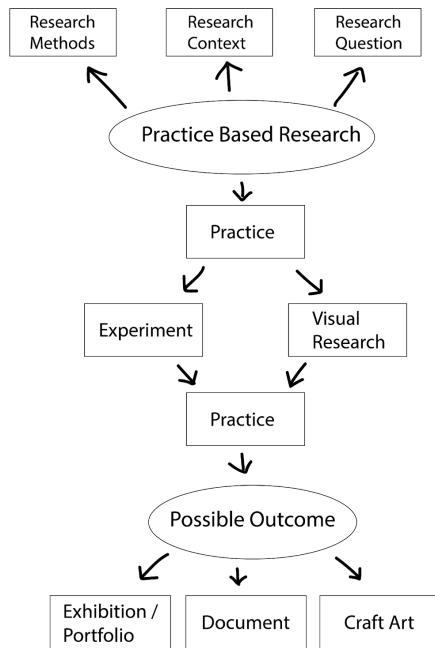 Research
Methods
Research
Context
Research
Question
Practice Based Research
Practice
Experiment
Visual
Research
Practice
Possible Outcome
Exhibition /
Portfolio
Document
Craft Art